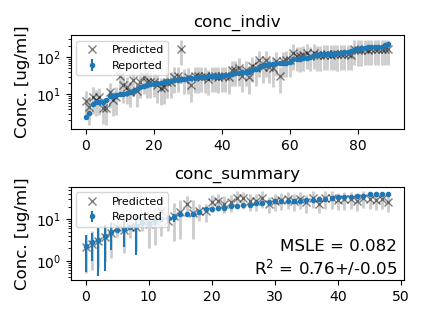 conc_indiv
Conc. [ug/ml]
10²
10¹
Predicted
Reported
0 20 40 60 80
conc_summary
Conc. [ug/ml]
10¹
10⁰
Predicted
Reported
MSLE = 0.082
R² = 0.76+/-0.05
0 10 20 30 40 50